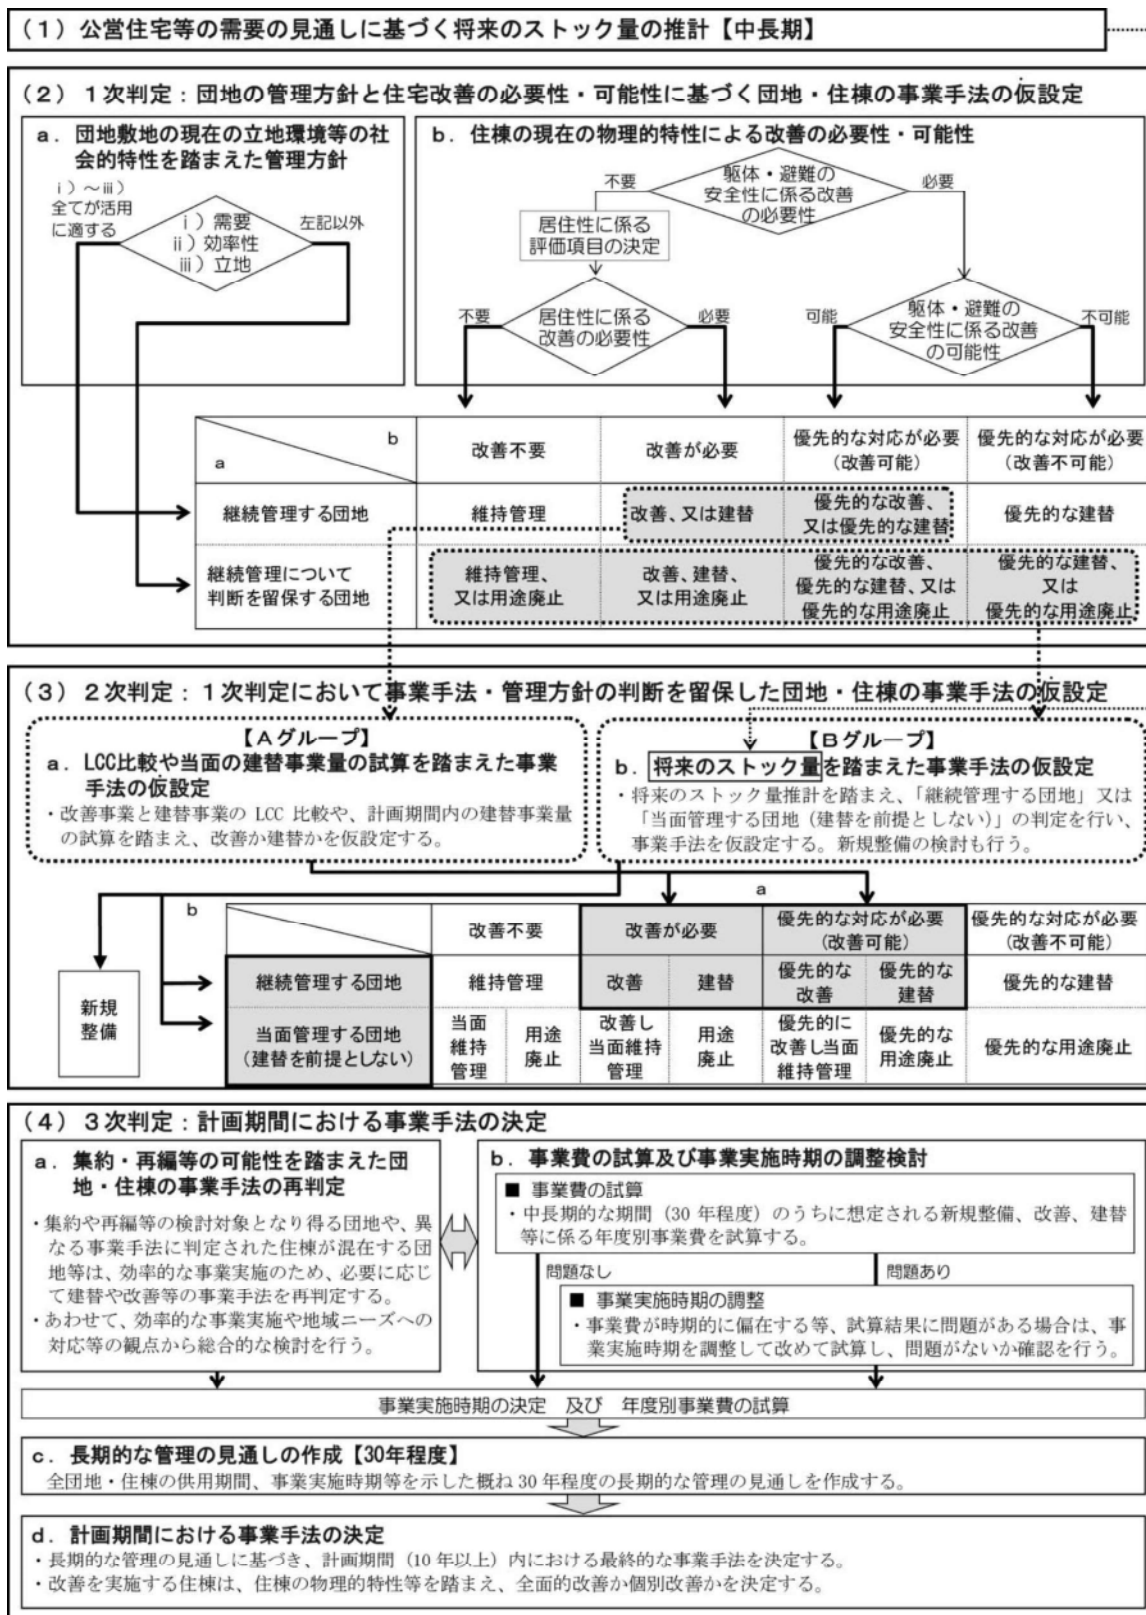 （１）公営住宅等の需要の見通しに基づく将来のストック量の推計【中長期】
（２）１次判定：団地の管理方針と住宅改善の必要性・可能性に基づく団地・住棟の事業手法の仮設定
ａ．団地敷地の現在の立地環境等の社
会的特性を踏まえた管理方針
ⅰ）～ⅲ）
全てが活用
に適する
ⅰ）需要
ⅱ）効率性
ⅲ）立地
左記以外
ｂ．住棟の現在の物理的特性による改善の必要性・可能性
不要
躯体・避難の
安全性に係る改善
の必要性
必要
居住性に係る
評価項目の決定
不要
居住性に係る
改善の必要性
必要
可能
躯体・避難の
安全性に係る改善
の可能性
不可能
ｂ
ａ
改善不要
改善が必要
優先的な対応が必要
（改善可能）
優先的な対応が必要
（改善不可能）
継続管理する団地
維持管理
改善、又は建替
優先的な改善、
又は優先的な建替
優先的な建替
継続管理について
判断を留保する団地
維持管理、
又は用途廃止
改善、建替、
又は用途廃止
優先的な改善、
優先的な建替、又は
優先的な用途廃止
優先的な建替、
又は
優先的な用途廃止
（３）２次判定：１次判定において事業手法・管理方針の判断を留保した団地・住棟の事業手法の仮設定
【Ａグループ】
ａ．LCC比較や当面の建替事業量の試算を踏まえた事業
手法の仮設定
・改善事業と建替事業の LCC 比較や、計画期間内の建替事業量
の試算を踏まえ、改善か建替かを仮設定する。
【Ｂグループ】
ｂ．将来のストック量を踏まえた事業手法の仮設定
・将来のストック量推計を踏まえ、「継続管理する団地」又は
「当面管理する団地（建替を前提としない）」の判定を行い、
事業手法を仮設定する。新規整備の検討も行う。
ａ
ｂ
改善不要
改善が必要
優先的な対応が必要
（改善可能）
優先的な対応が必要
（改善不可能）
新規
整備
継続管理する団地
維持管理
改善
建替
優先的な
改善
優先的な
建替
優先的な建替
当面管理する団地
（建替を前提としない）
当面
維持
管理
用途
廃止
改善し
当面維持
管理
用途
廃止
優先的に
改善し当面
維持管理
優先的な
用途廃止
優先的な用途廃止
（４）３次判定：計画期間における事業手法の決定
ａ．集約・再編等の可能性を踏まえた団
地・住棟の事業手法の再判定
・集約や再編等の検討対象となり得る団地や、異
なる事業手法に判定された住棟が混在する団
地等は、効率的な事業実施のため、必要に応じ
て建替や改善等の事業手法を再判定する。
・あわせて、効率的な事業実施や地域ニーズへの
対応等の観点から総合的な検討を行う。
ｂ．事業費の試算及び事業実施時期の調整検討
■ 事業費の試算
・中長期的な期間（30 年程度）のうちに想定される新規整備、改善、建替
等に係る年度別事業費を試算する。
問題なし
問題あり
■ 事業実施時期の調整
・事業費が時期的に偏在する等、試算結果に問題がある場合は、事
業実施時期を調整して改めて試算し、問題がないか確認を行う。
事業実施時期の決定 及び 年度別事業費の試算
ｃ．長期的な管理の見通しの作成【30年程度】
全団地・住棟の供用期間、事業実施時期等を示した概ね 30 年程度の長期的な管理の見通しを作成する。
ｄ．計画期間における事業手法の決定
・長期的な管理の見通しに基づき、計画期間（10 年以上）内における最終的な事業手法を決定する。
・改善を実施する住棟は、住棟の物理的特性等を踏まえ、全面的改善か個別改善かを決定する。